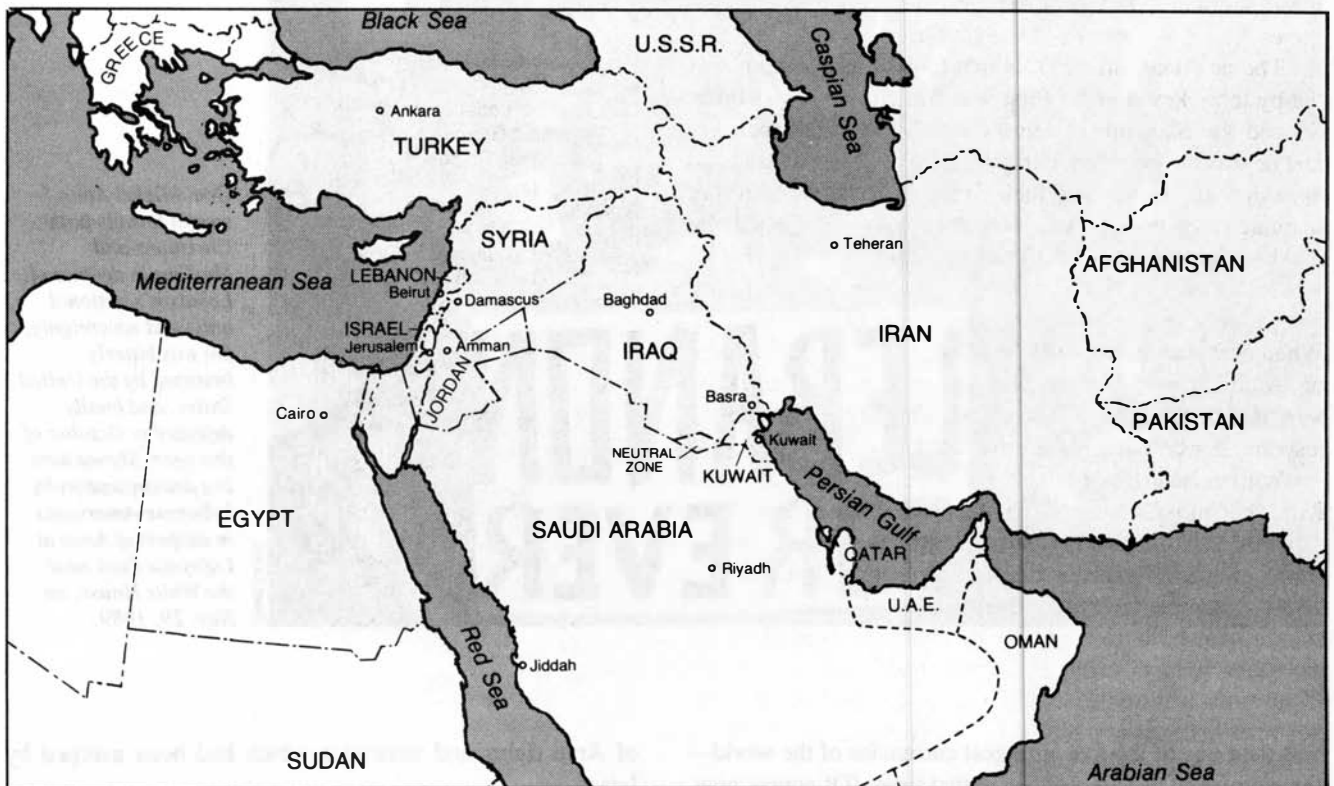 Black Sea
U.S.S.R.
Caspian Sea
GREECE
Ankara
TURKEY
SYRIA
Teheran
AFGHANISTAN
Mediterranean Sea
LEBANON
Beirut
Damascus
Baghdad
ISRAEL
Jerusalem
Amman
IRAQ
IRAN
JORDAN
Cairo
Basra
PAKISTAN
Kuwait
NEUTRAL
ZONE
KUWAIT
Persian Gulf
EGYPT
SAUDI ARABIA
QATAR
Riyadh
U.A.E.
Red Sea
OMAN
Jiddah
SUDAN
Arabian Sea